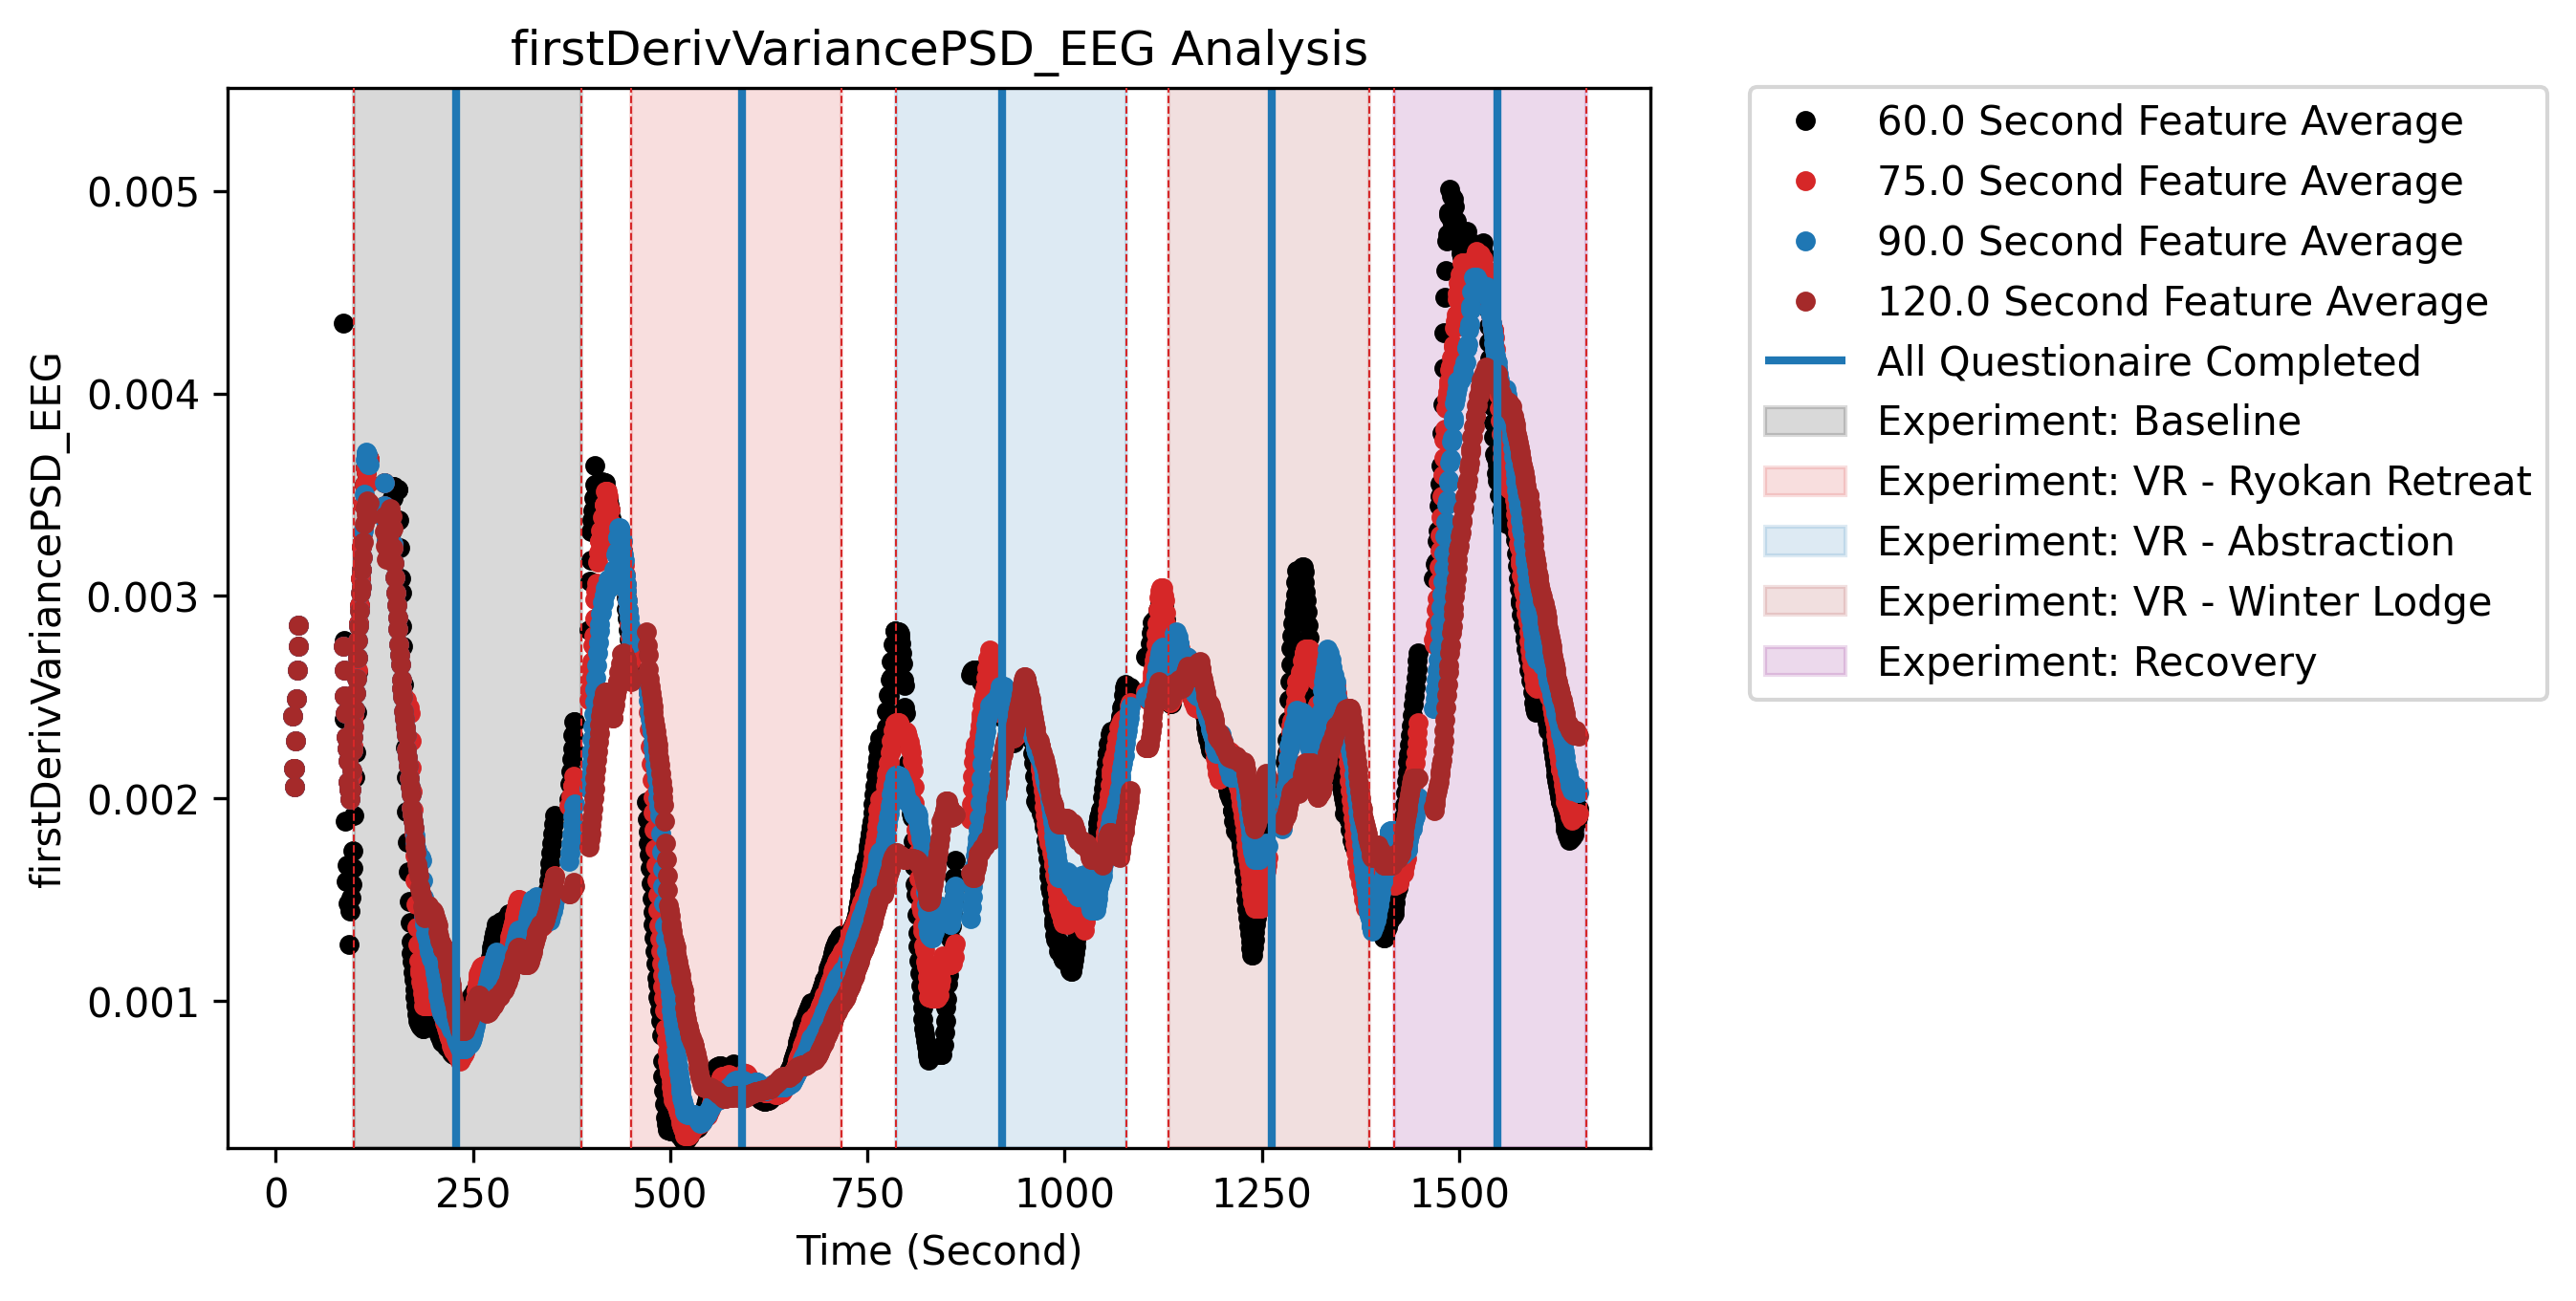 firstDerivVariancePSD_EEG Analysis
firstDerivVariancePSD_EEG
0.005
0.004
0.003
0.002
0.001
0
250
500
750
1000
1250
1500
Time (Second)
60.0 Second Feature Average
75.0 Second Feature Average
90.0 Second Feature Average
120.0 Second Feature Average
All Questionaire Completed
Experiment: Baseline
Experiment: VR - Ryokan Retreat
Experiment: VR - Abstraction
Experiment: VR - Winter Lodge
Experiment: Recovery